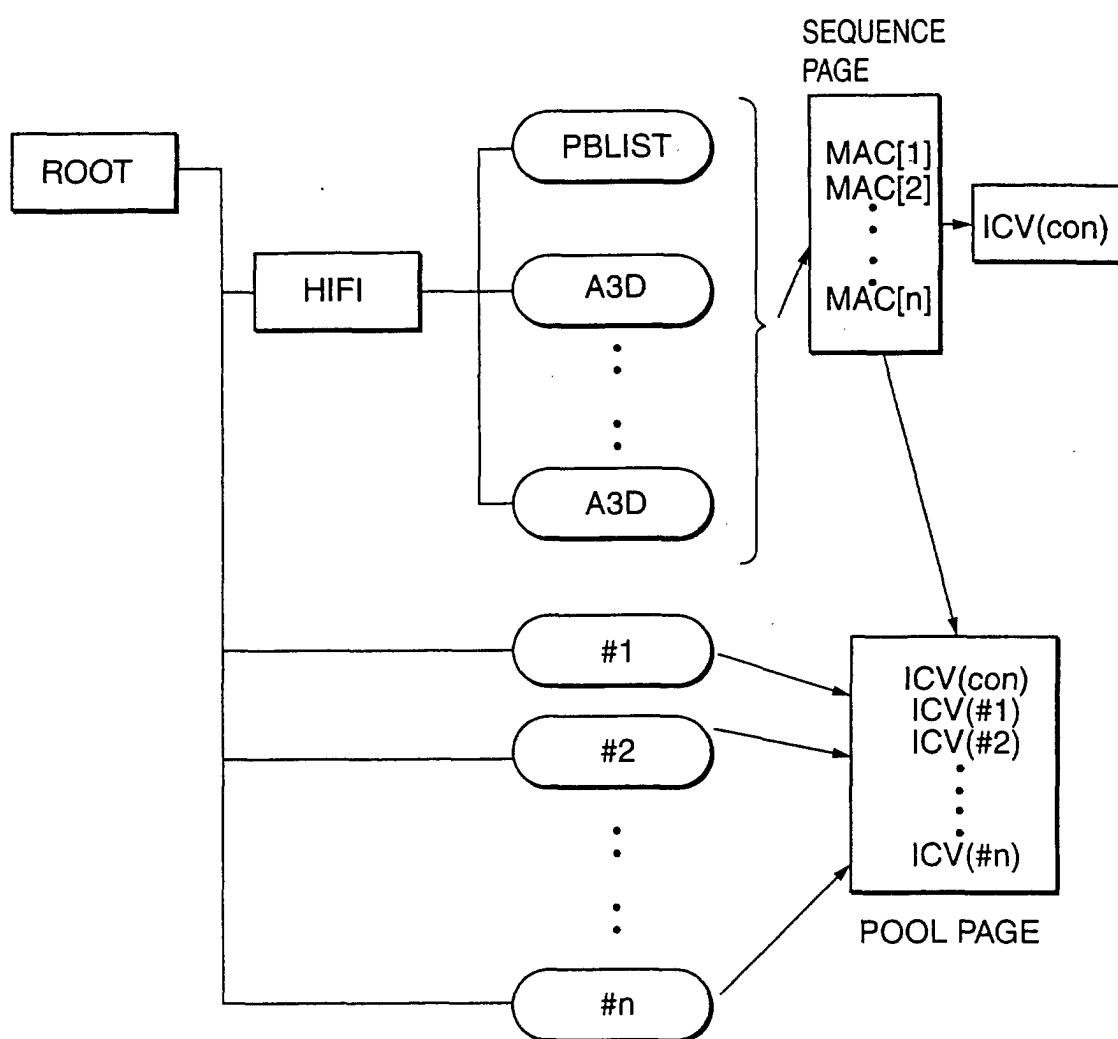 SEQUENCE
PAGE
ROOT
HIFI
PBLIST
A3D
A3D
MAC[1]
MAC[2]
MAC[n]
ICV(con)
#1
#2
#n
ICV(con)
ICV(#1)
ICV(#2)
ICV(#n)
POOL PAGE